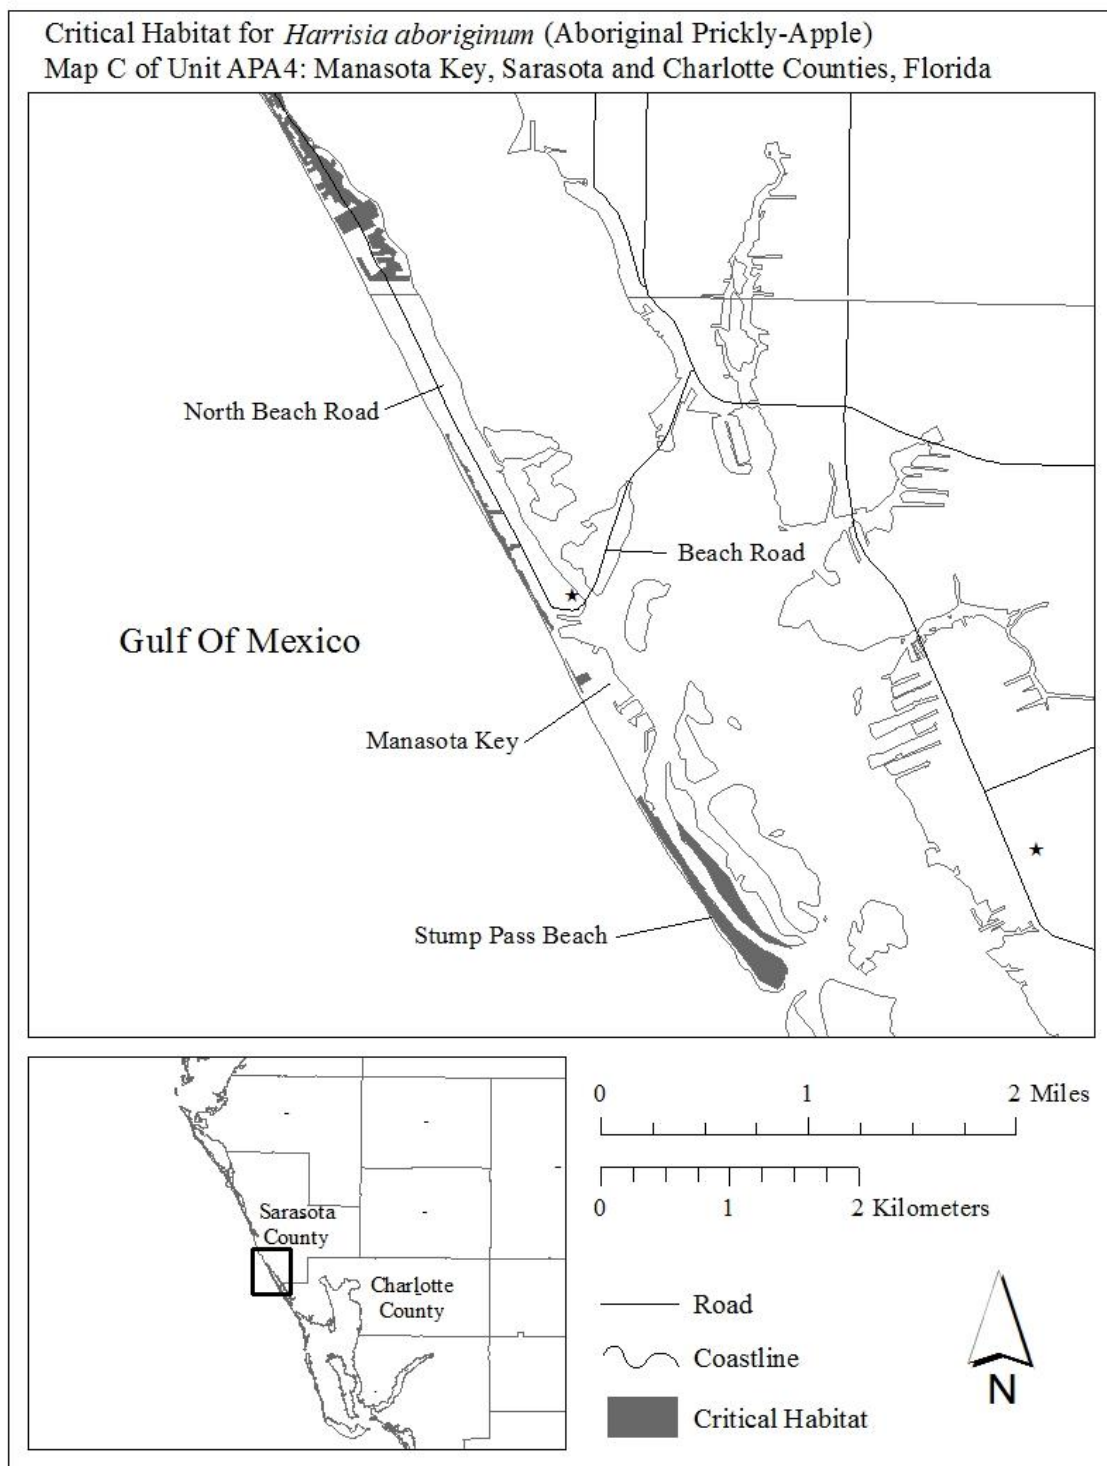 Critical Habitat for Harrisia aboriginum (Aboriginal Prickly-Apple)
Map C of Unit APA4: Manasota Key, Sarasota and Charlotte Counties, Florida
North Beach Road
Beach Road
Gulf Of Mexico
Manasota Key
Stump Pass Beach
Sarasota
County
Charlotte
County
0 1 2 Miles
0 1 2 Kilometers
Road
Coastline
Critical Habitat
N